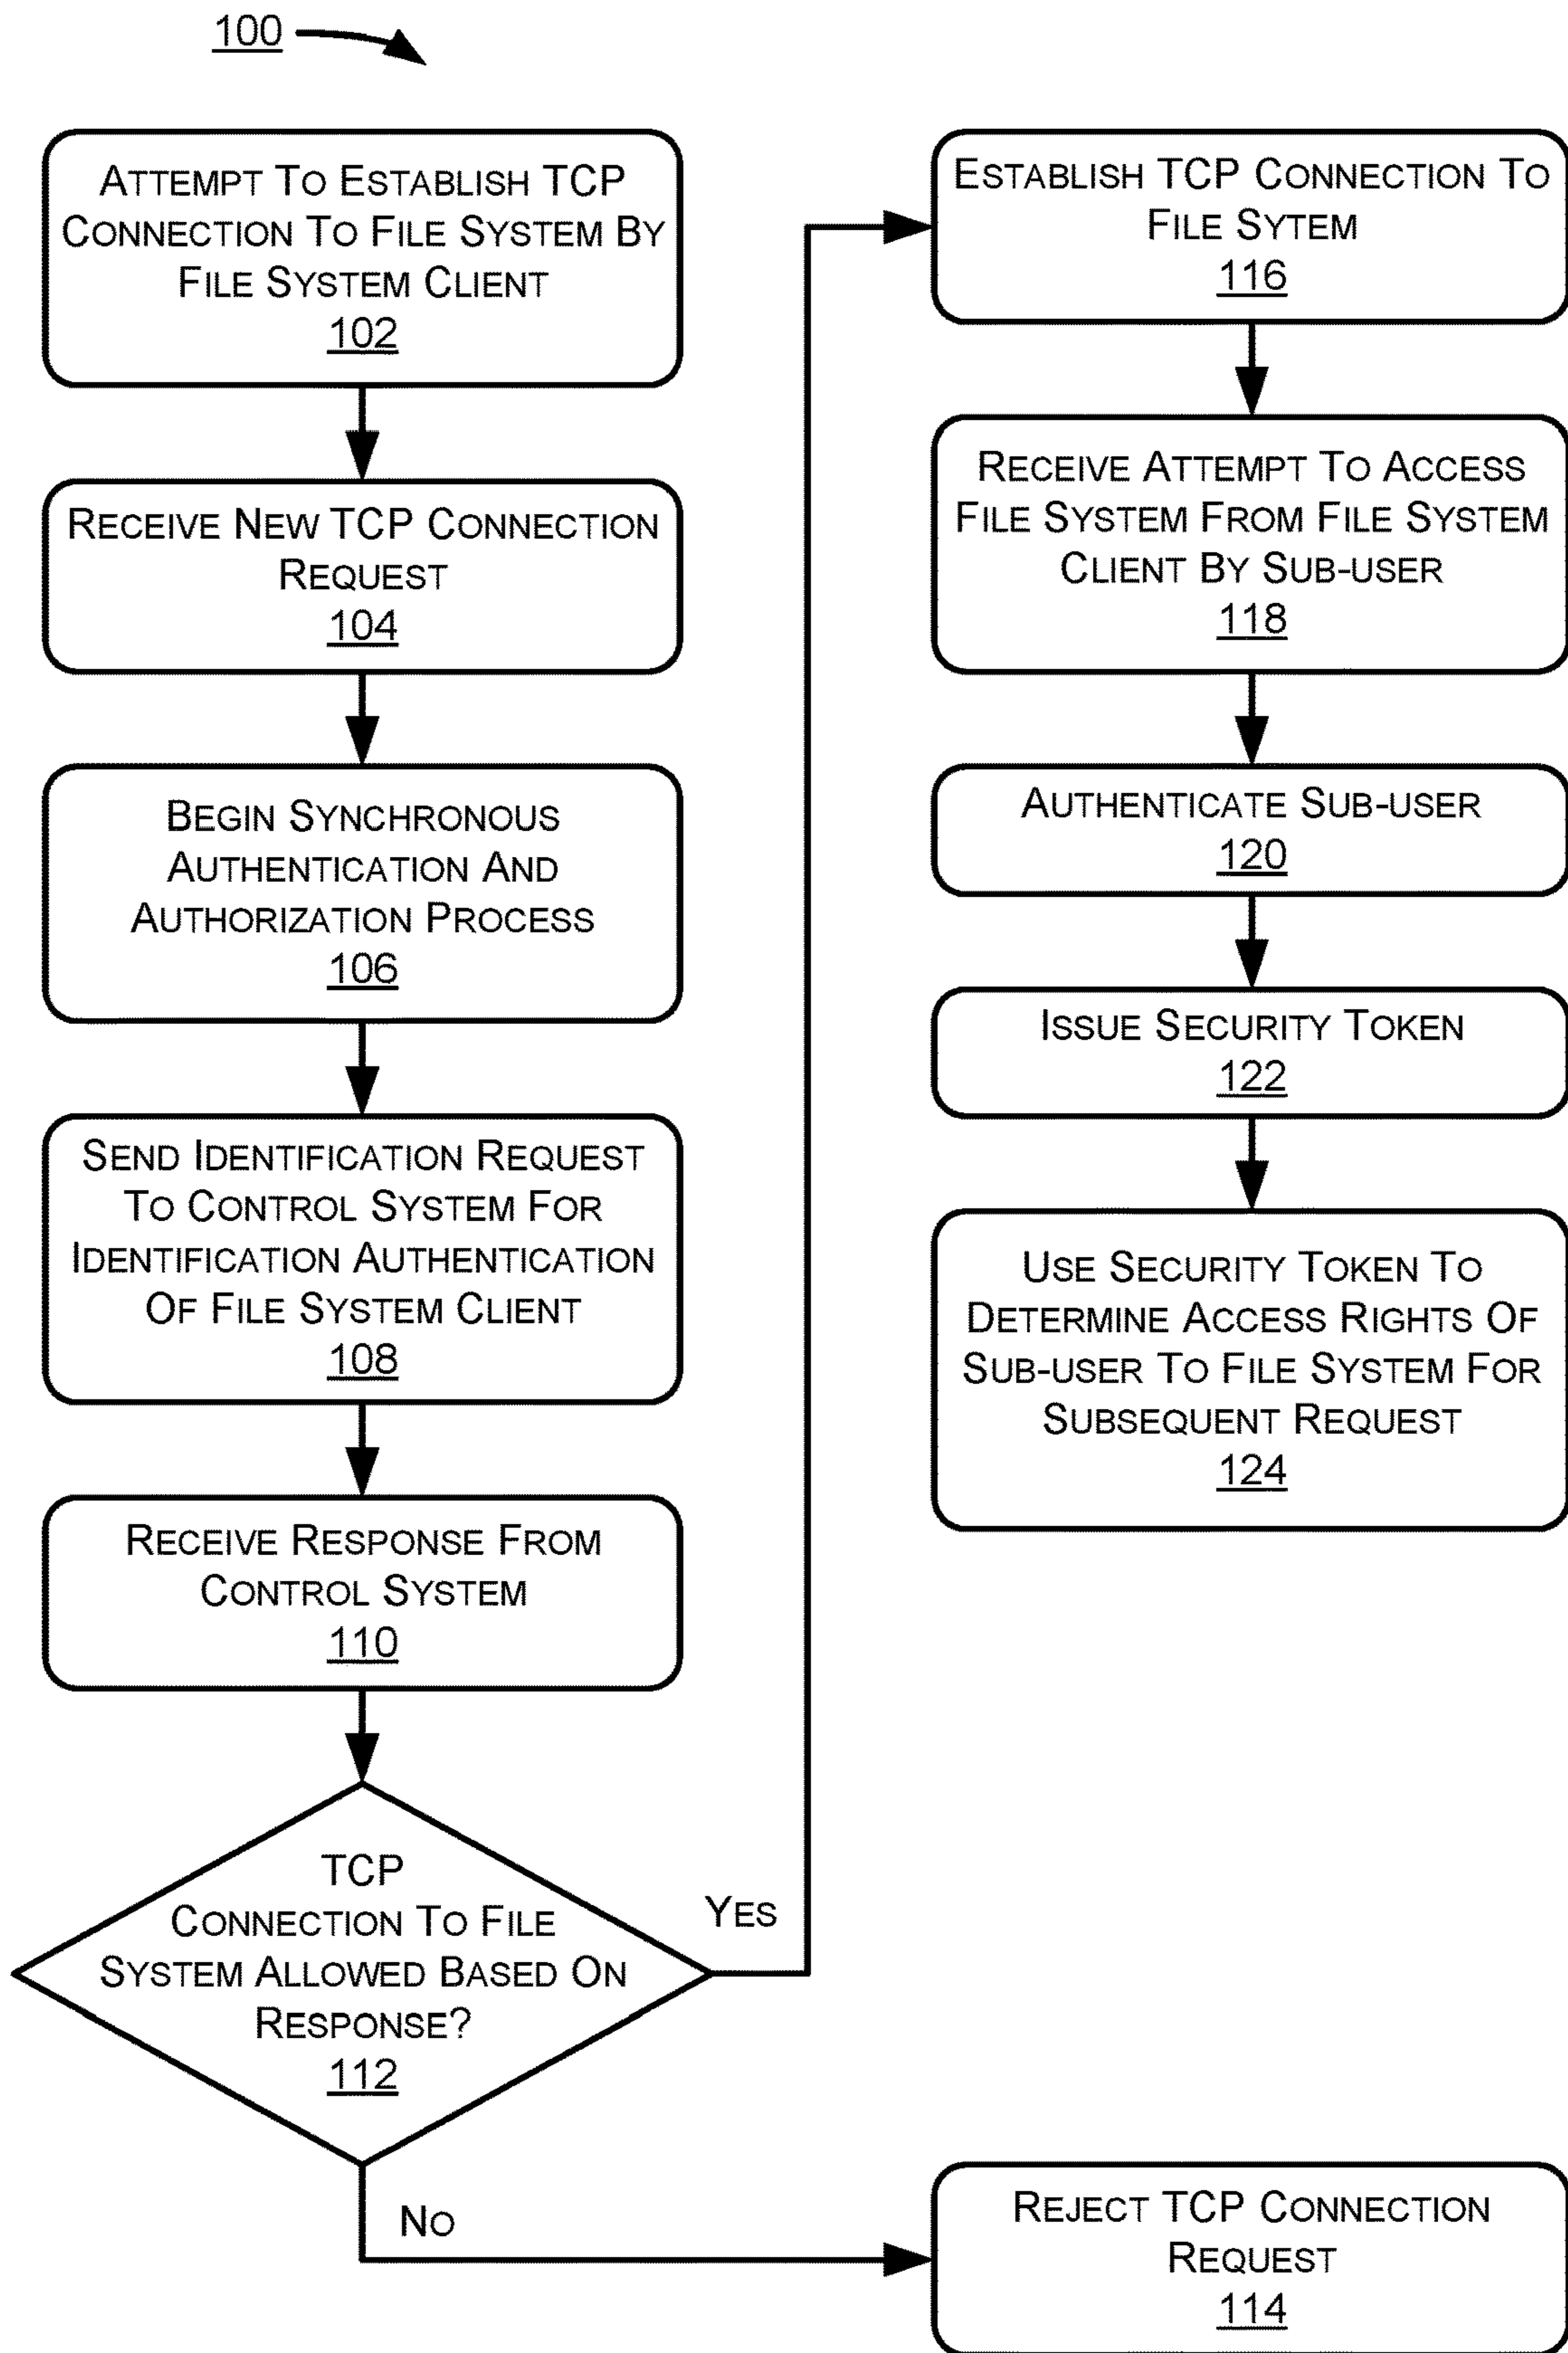 100
ATTEMPT TO ESTABLISH TCP
CONNECTION TO FILE SYSTEM BY
FILE SYSTEM CLIENT
102
RECEIVE NEW TCP CONNECTION
REQUEST
104
BEGIN SYNCHRONOUS
AUTHENTICATION AND
AUTHORIZATION PROCESS
106
SEND IDENTIFICATION REQUEST
TO CONTROL SYSTEM FOR
IDENTIFICATION AUTHENTICATION
OF FILE SYSTEM CLIENT
108
RECEIVE RESPONSE FROM
CONTROL SYSTEM
110
TCP
CONNECTION TO FILE
SYSTEM ALLOWED BASED ON
RESPONSE?
112
YES
NO
ESTABLISH TCP CONNECTION TO
FILE SYTEM
116
RECEIVE ATTEMPT TO ACCESS
FILE SYSTEM FROM FILE SYSTEM
CLIENT BY SUB-USER
118
AUTHENTICATE SUB-USER
120
ISSUE SECURITY TOKEN
122
USE SECURITY TOKEN TO
DETERMINE ACCESS RIGHTS OF
SUB-USER TO FILE SYSTEM FOR
SUBSEQUENT REQUEST
124
REJECT TCP CONNECTION
REQUEST
114